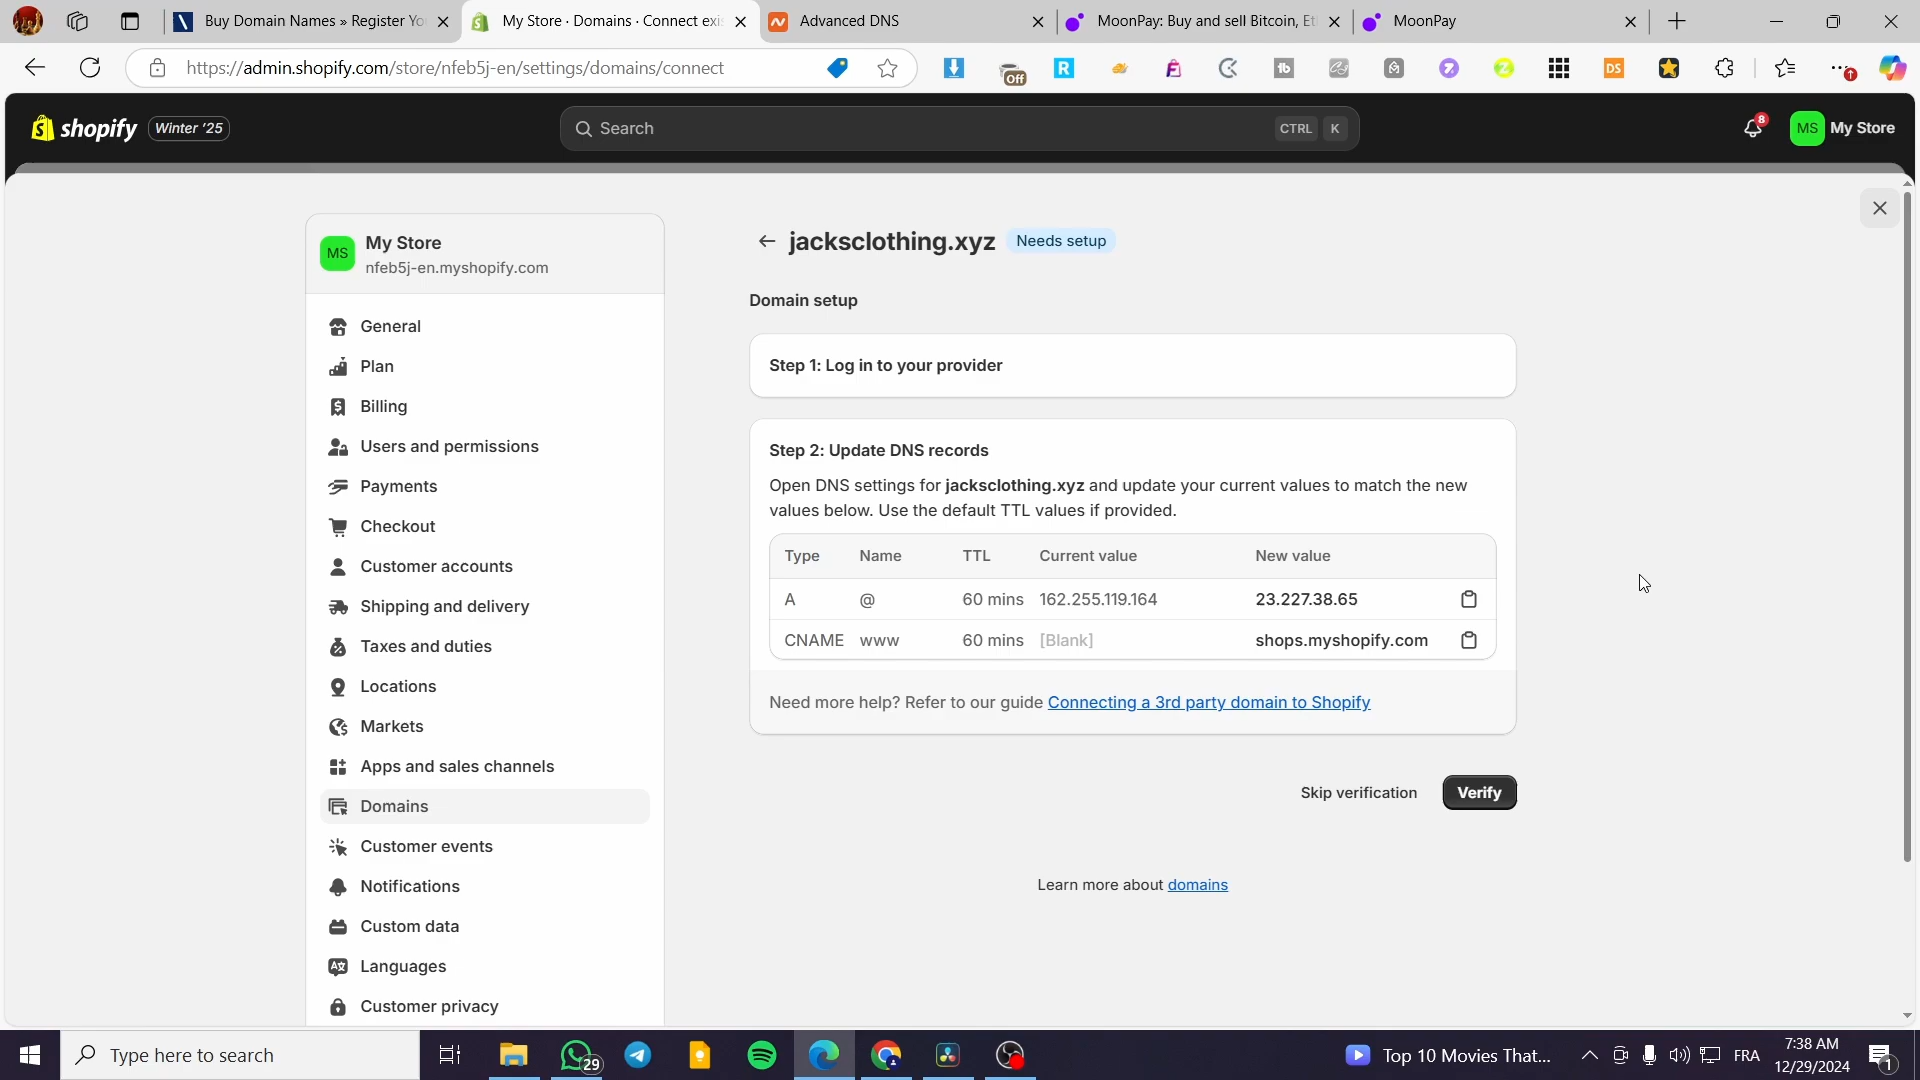 Buy Domain Names » Register Yo
My Store · Domains · Connect exi
Advanced DNS
MoonPay: Buy and sell Bitcoin, Et
MoonPay
https://admin.shopify.com/store/nfeb5j-en/settings/domains/connect
Off
R
tb
DS
shopify
Winter '25
Search
CTRL K
8
MS
My Store
MS
My Store
nfeb5j-en.myshopify.com
General
Plan
Billing
Users and permissions
Payments
Checkout
Customer accounts
Shipping and delivery
Taxes and duties
Locations
Markets
Apps and sales channels
Domains
Customer events
Notifications
Custom data
Languages
Customer privacy
jacksclothing.xyz
Needs setup
Domain setup
Step 1: Log in to your provider
Step 2: Update DNS records
Open DNS settings for jacksclothing.xyz and update your current values to match the new
values below. Use the default TTL values if provided.
Type Name TTL Current value New value
A @ 60 mins 162.255.119.164 23.227.38.65
CNAME www 60 mins [Blank] shops.myshopify.com
Need more help? Refer to our guide Connecting a 3rd party domain to Shopify
Skip verification
Verify
Learn more about domains
Type here to search
29
Top 10 Movies That...
FRA
7:38 AM
12/29/2024
1